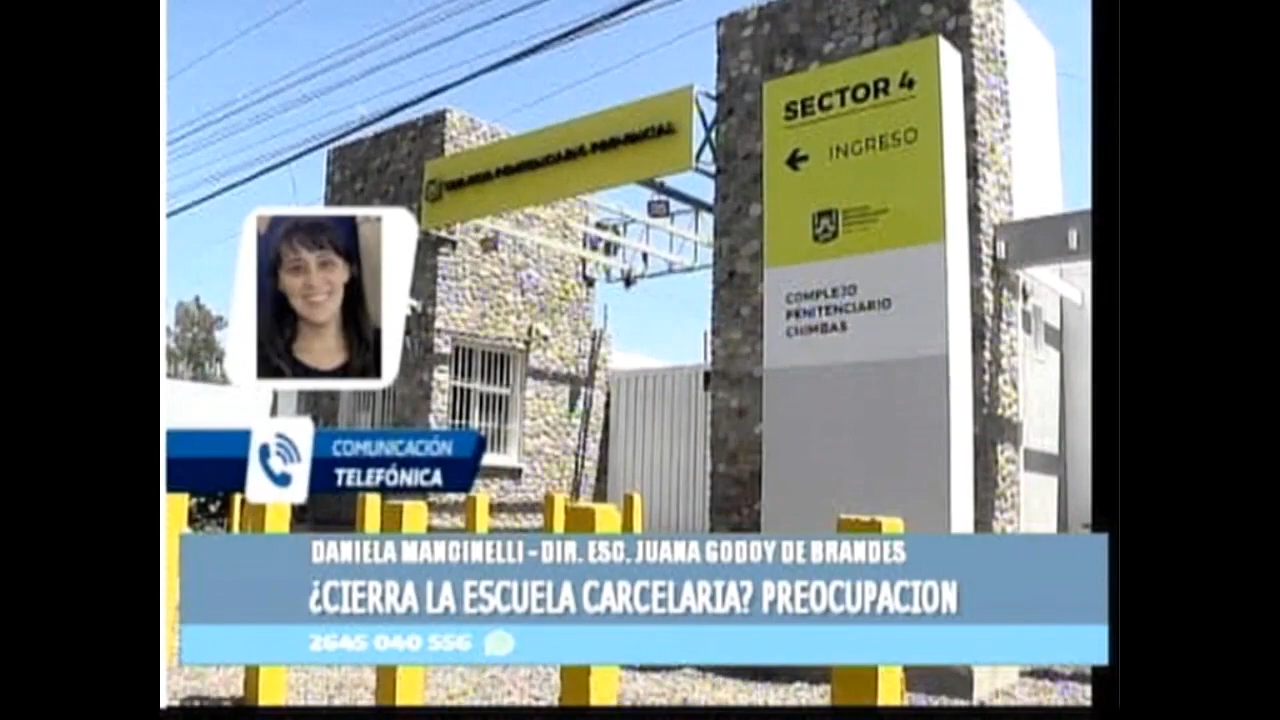 SECTOR 4
INGRESO
COMPLEJO
PENITENCIARIO
CHIMBAS
COMUNICACIÓN
TELEFÓNICA
DANIELA MANCINELLI - DIR. ESC. JUANA GODOY DE BRANDES
¿CIERRA LA ESCUELA CARCELARIA? PREOCUPACION
2645 040 556